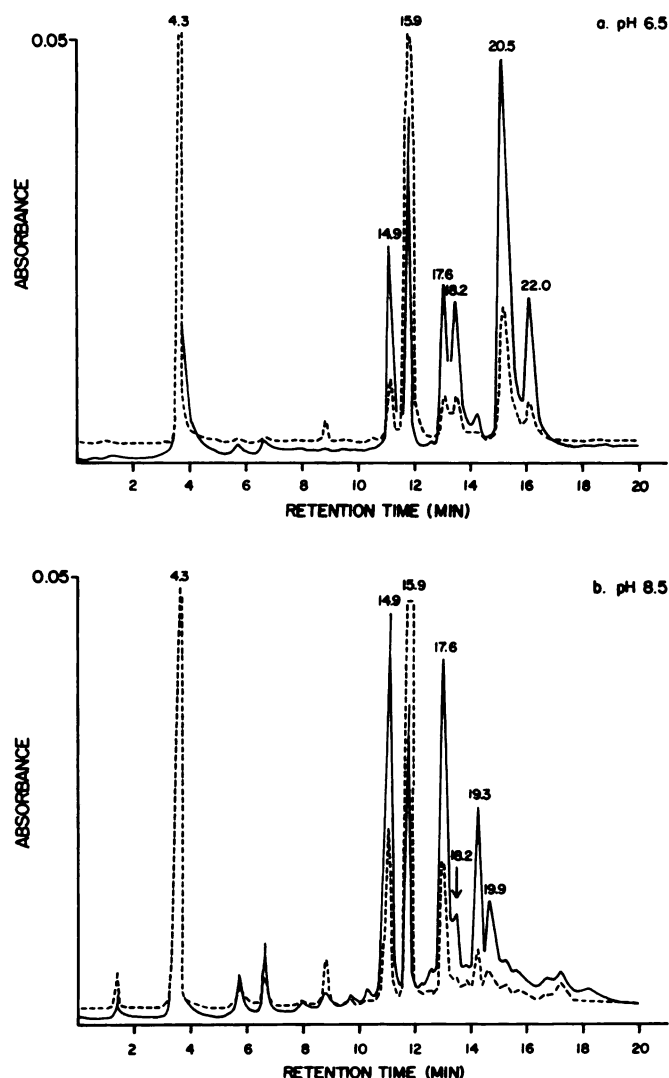 a. pH 6.5
0.05
4.3
15.9
20.5
14.9
17.6
18.2
22.0
ABSORBANCE
2 4 6 8 10 12 14 16 18 20
RETENTION TIME (MIN)
b. pH 8.5
0.05
4.3
14.9
15.9
17.6
19.3
18.2
19.9
ABSORBANCE
2 4 6 8 10 12 14 16 18 20
RETENTION TIME (MIN)